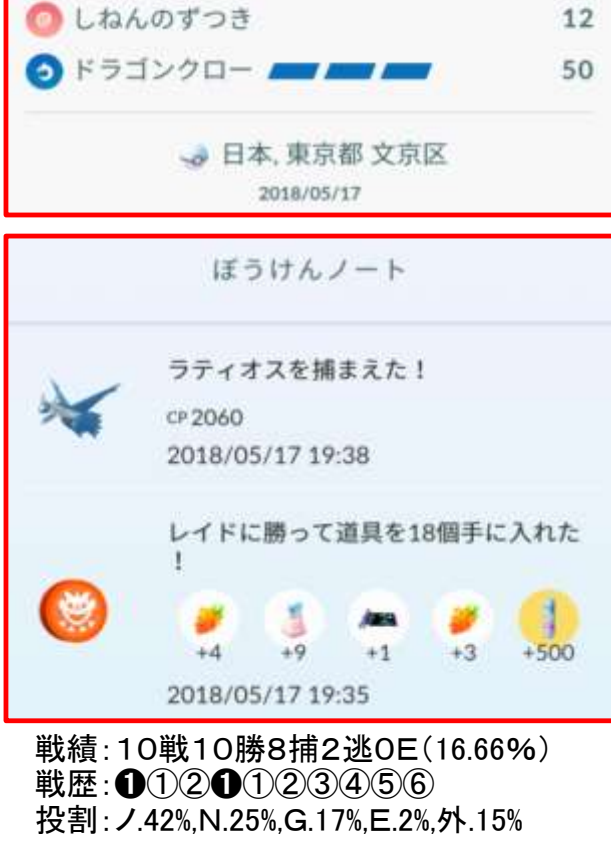 しねんのずつき 12
ドラゴンクロー 50
日本, 東京都 文京区
2018/05/17
ぼうけんノート
ラティオスを捕まえた！
CP 2060
2018/05/17 19:38
レイドに勝って道具を18個手に入れた
！
+4 +9 +1 +3 +500
2018/05/17 19:35
戦績：１０戦１０勝８捕２逃０Ｅ（16.66％）
戦歴：❶①②❶①②③④⑤⑥
投割：ノ.42%,N.25%,G.17%,E.2%,外.15%